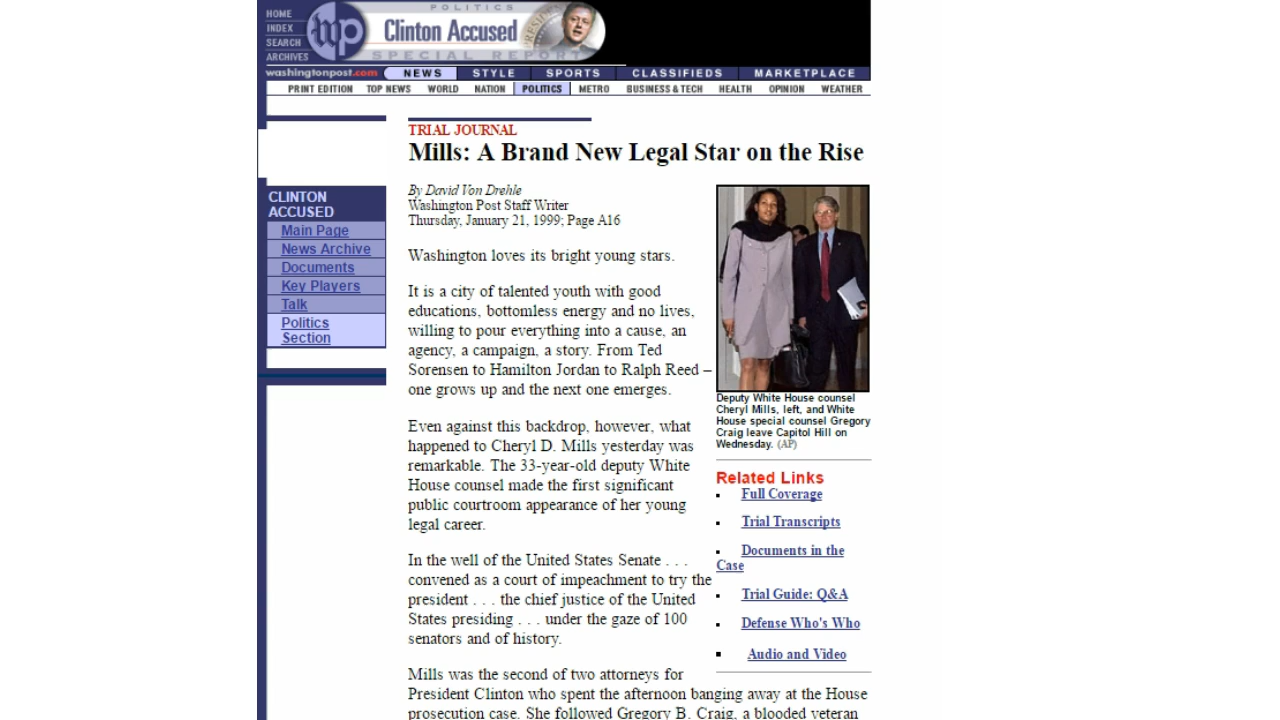 HOME
INDEX
SEARCH
ARCHIVES
wp
POLITICS
Clinton Accused
SPECIAL REPORT
washingtonpost.com
NEWS STYLE SPORTS CLASSIFIEDS MARKETPLACE
PRINT EDITION TOP NEWS WORLD NATION POLITICS METRO BUSINESS & TECH HEALTH OPINION WEATHER
CLINTON
ACCUSED
Main Page
News Archive
Documents
Key Players
Talk
Politics
Section
TRIAL JOURNAL
Mills: A Brand New Legal Star on the Rise
By David Von Drehle
Washington Post Staff Writer
Thursday, January 21, 1999; Page A16
Washington loves its bright young stars.
It is a city of talented youth with good
educations, bottomless energy and no lives,
willing to pour everything into a cause, an
agency, a campaign, a story. From Ted
Sorensen to Hamilton Jordan to Ralph Reed –
one grows up and the next one emerges.
Even against this backdrop, however, what
happened to Cheryl D. Mills yesterday was
remarkable. The 33-year-old deputy White
House counsel made the first significant
public courtroom appearance of her young
legal career.
In the well of the United States Senate . . .
convened as a court of impeachment to try the
president . . . the chief justice of the United
States presiding . . . under the gaze of 100
senators and of history.
Mills was the second of two attorneys for
President Clinton who spent the afternoon banging away at the House
prosecution case. She followed Gregory B. Craig, a blooded veteran
Deputy White House counsel
Cheryl Mills, left, and White
House special counsel Gregory
Craig leave Capitol Hill on
Wednesday. (AP)
Related Links
Full Coverage
Trial Transcripts
Documents in the
Case
Trial Guide: Q&A
Defense Who's Who
Audio and Video